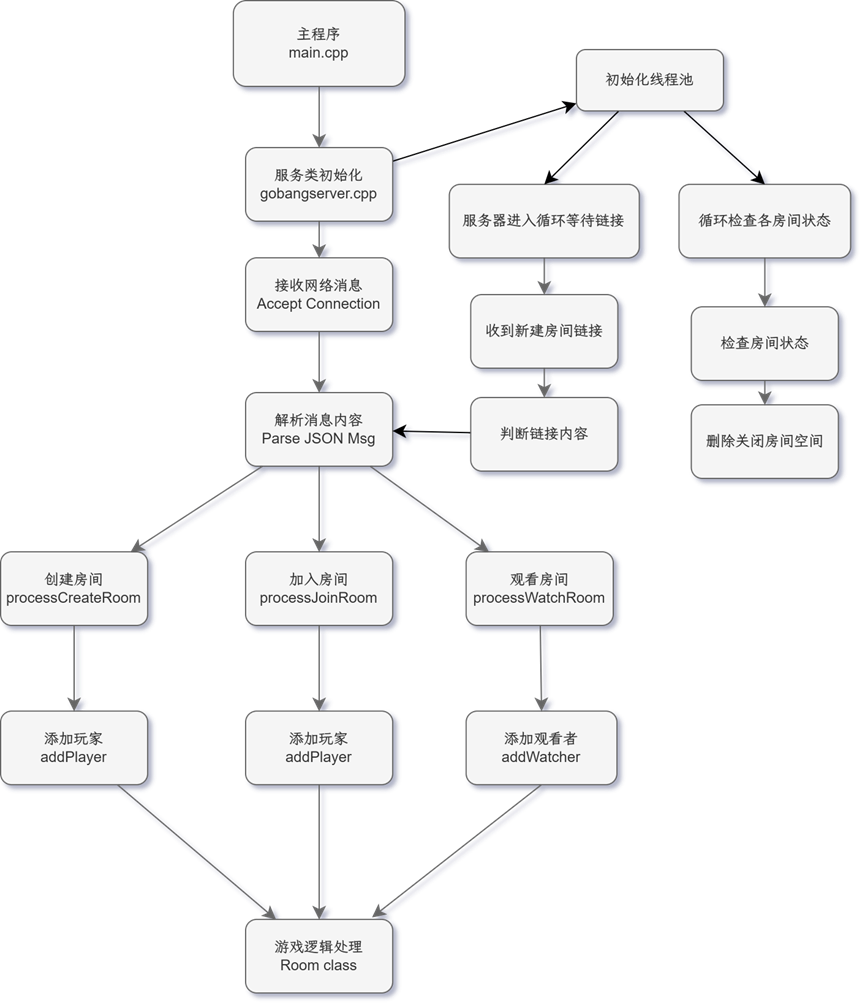 主程序
main.cpp
初始化线程池
服务类初始化
gobangserver.cpp
服务器进入循环等待链接
循环检查各房间状态
接收网络消息
Accept Connection
收到新建房间链接
检查房间状态
解析消息内容
Parse JSON Msg
判断链接内容
删除关闭房间空间
创建房间
processCreateRoom
加入房间
processJoinRoom
观看房间
processWatchRoom
添加玩家
addPlayer
添加玩家
addPlayer
添加观看者
addWatcher
游戏逻辑处理
Room class